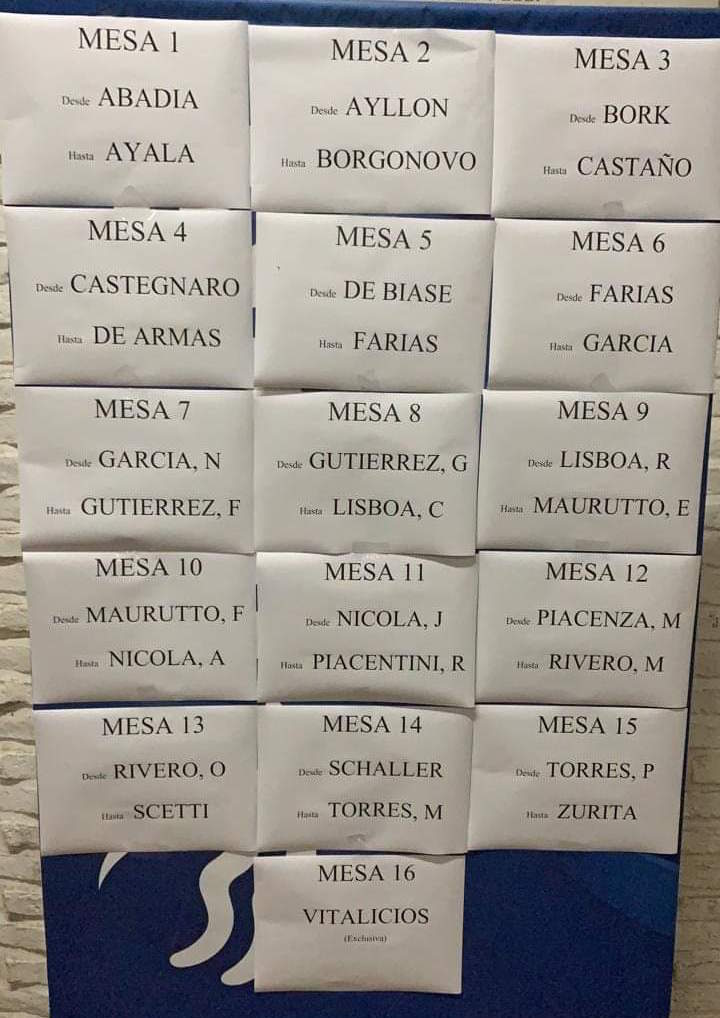 MESA 1
Desde ABADIA
Hasta AYALA
MESA 2
Desde AYLLON
Hasta BORGONOVO
MESA 3
Desde BORK
Hasta CASTAÑO
MESA 4
Desde CASTEGNARO
Hasta DE ARMAS
MESA 5
Desde DE BIASE
Hasta FARIAS
MESA 6
Desde FARIAS
Hasta GARCIA
MESA 7
Desde GARCIA, N
Hasta GUTIERREZ, F
MESA 8
Desde GUTIERREZ, G
Hasta LISBOA, C
MESA 9
Desde LISBOA, R
Hasta MAURUTTO, E
MESA 10
Desde MAURUTTO, F
Hasta NICOLA, A
MESA 11
Desde NICOLA, J
Hasta PIACENTINI, R
MESA 12
Desde PIACENZA, M
Hasta RIVERO, M
MESA 13
Desde RIVERO, O
Hasta SCETTI
MESA 14
Desde SCHALLER
Hasta TORRES, M
MESA 15
Desde TORRES, P
Hasta ZURITA
MESA 16
VITALICIOS
(Exclusiva)